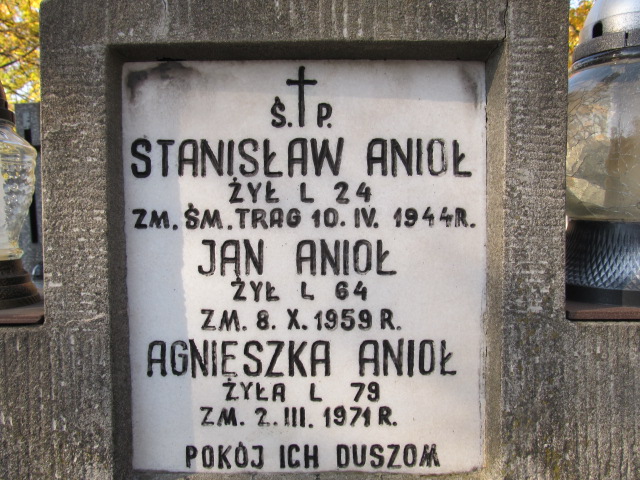 Ś. P.
STANISŁAW ANIOŁ
ŻYŁ L 24
ZM. ŚM. TRAG 10. IV. 1944 R.
JAN ANIOŁ
ŻYŁ L 64
ZM. 8. X. 1959 R.
AGNIESZKA ANIOŁ
ŻYŁA L 79
ZM. 2. III. 1971 R.
POKÓJ ICH DUSZOM